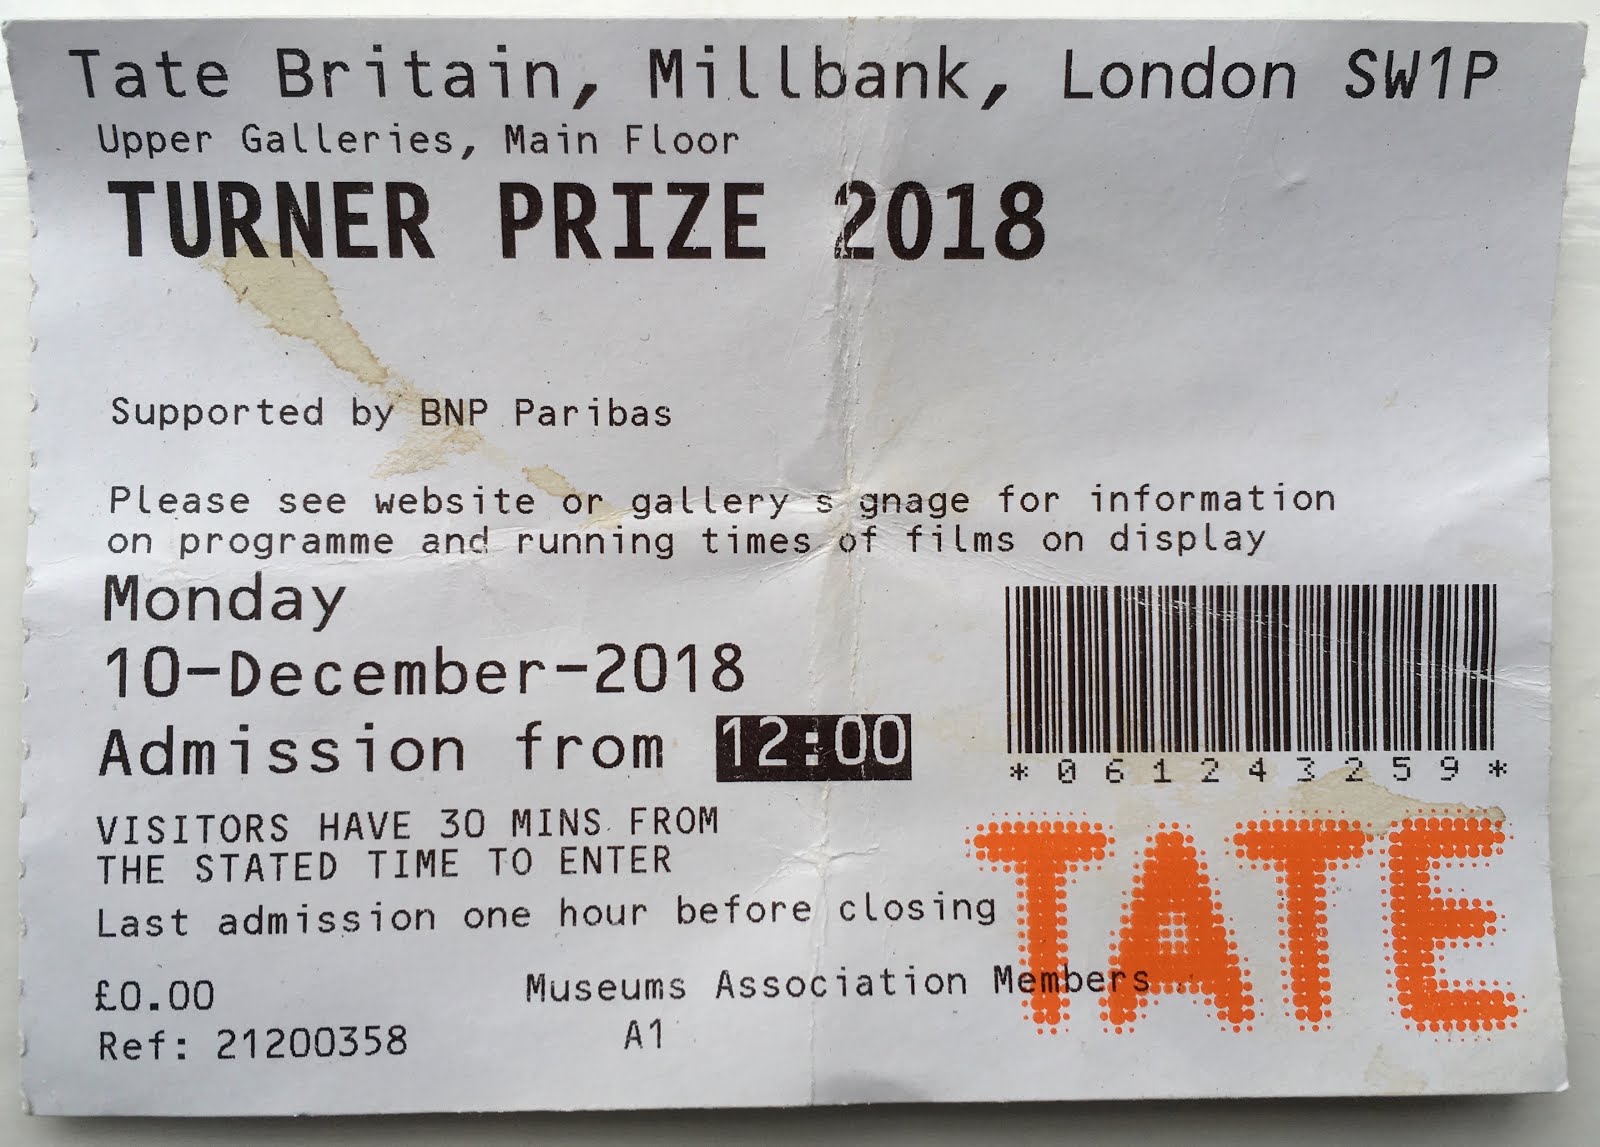 Tate Britain, Millbank, London SW1P
Upper Galleries, Main Floor
TURNER PRIZE 2018
Supported by BNP Paribas
Please see website or gallery s gnage for information
on programme and running times of films on display
Monday
10-December-2018
Admission from 12:00
*061243259*
VISITORS HAVE 30 MINS FROM
THE STATED TIME TO ENTER
Last admission one hour before closing
TATE
£0.00 Museums Association Members
Ref: 21200358 A1